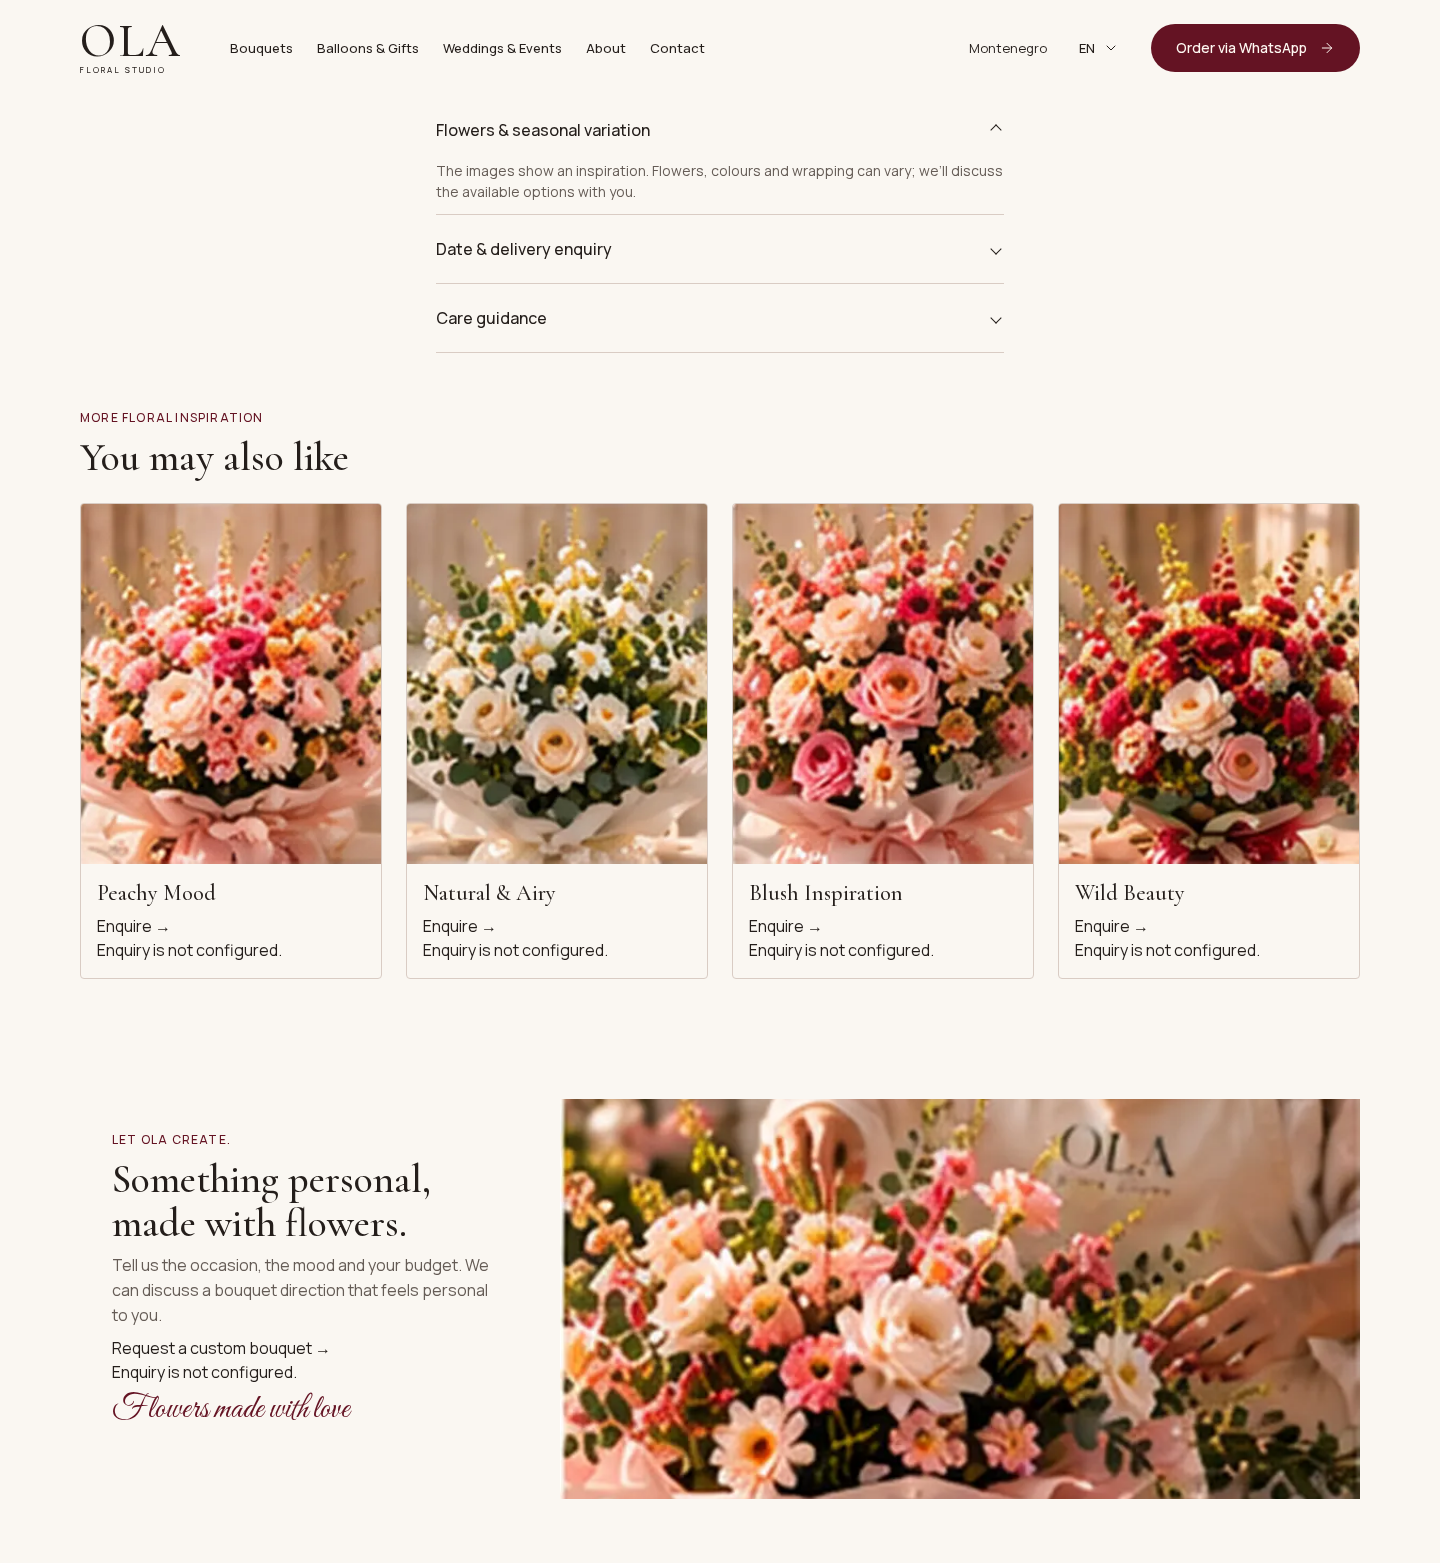 OLA
FLORAL STUDIO
Bouquets
Balloons & Gifts
Weddings & Events
About
Contact
Montenegro
EN
Order via WhatsApp →
Flowers & seasonal variation
The images show an inspiration. Flowers, colours and wrapping can vary; we'll discuss
the available options with you.
Date & delivery enquiry
Care guidance
MORE FLORAL INSPIRATION
You may also like
Peachy Mood
Enquire →
Enquiry is not configured.
Natural & Airy
Enquire →
Enquiry is not configured.
Blush Inspiration
Enquire →
Enquiry is not configured.
Wild Beauty
Enquire →
Enquiry is not configured.
LET OLA CREATE.
Something personal,
made with flowers.
Tell us the occasion, the mood and your budget. We
can discuss a bouquet direction that feels personal
to you.
Request a custom bouquet →
Enquiry is not configured.
Flowers made with love
OLA